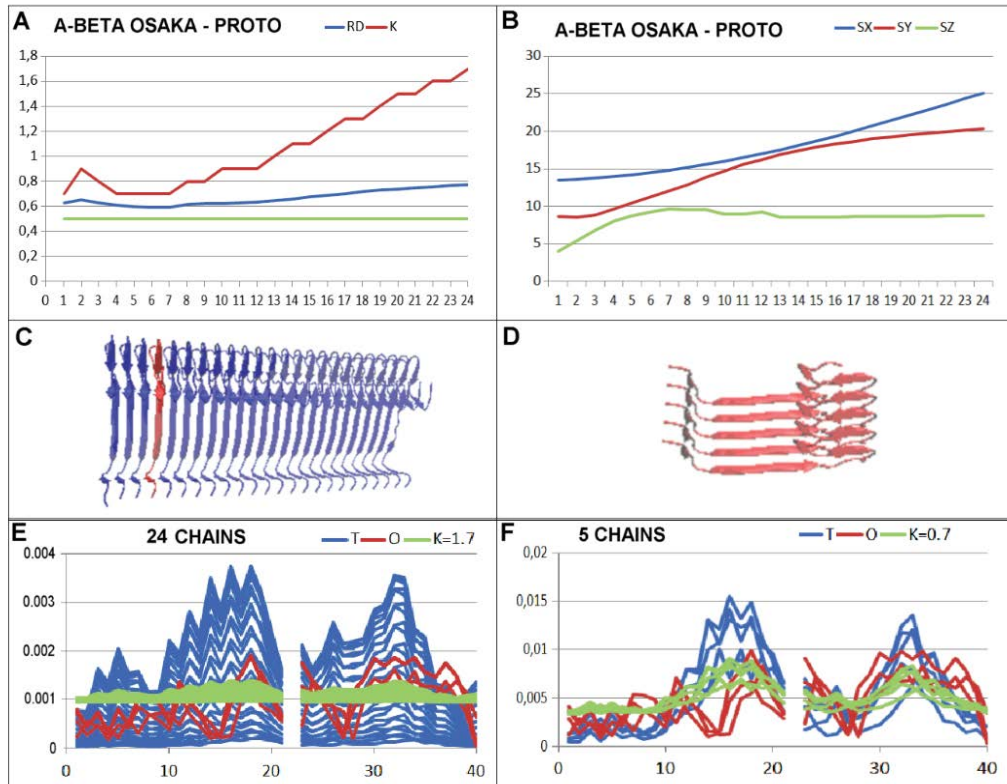 A
A-BETA OSAKA - PROTO
RD K
1,8
1,6
1,4
1,2
1
0,8
0,6
0,4
0,2
0
0 1 2 3 4 5 6 7 8 9 10 11 12 13 14 15 16 17 18 19 20 21 22 23 24
B
A-BETA OSAKA - PROTO
SX SY SZ
30
25
20
15
10
5
0
1 2 3 4 5 6 7 8 9 10 11 12 13 14 15 16 17 18 19 20 21 22 23 24
C
D
E
24 CHAINS
T O K=1.7
0.004
0.003
0.002
0.001
0
0 10 20 30 40
F
5 CHAINS
T O K=0.7
0,02
0,015
0,01
0,005
0
0 10 20 30 40